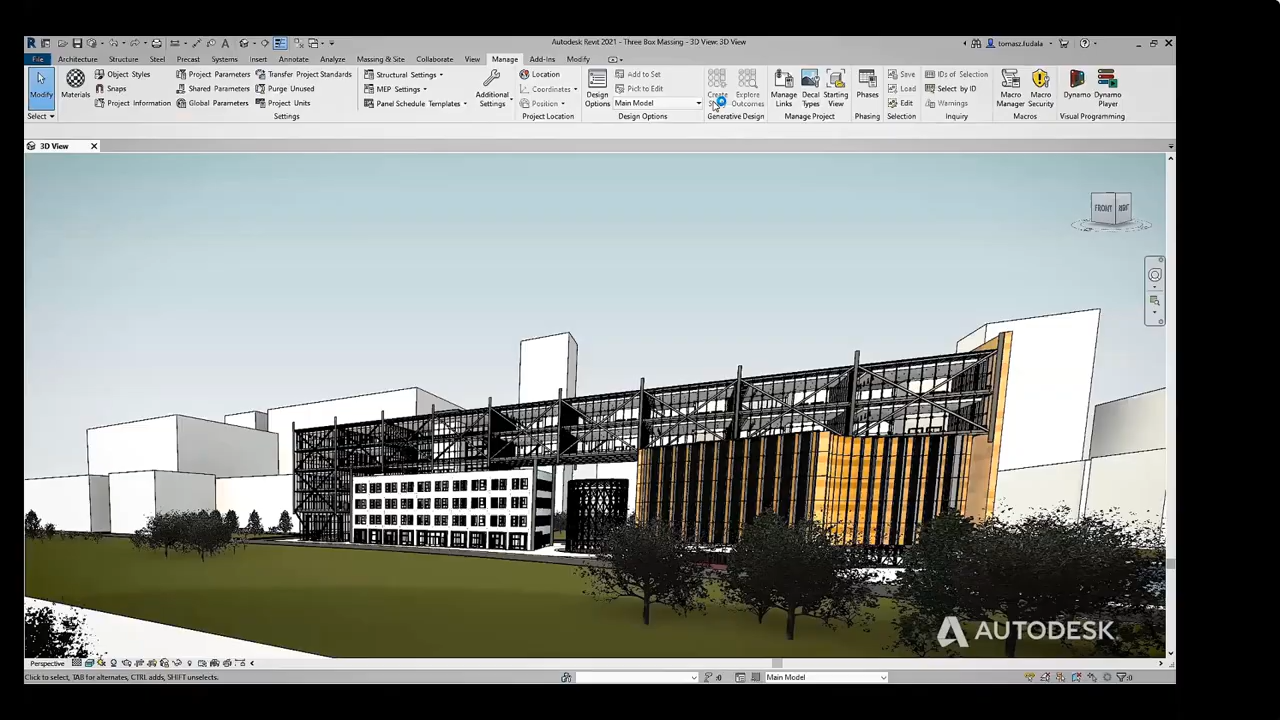 Autodesk Revit 2021 - Three Box Massing - 3D View: 3D View
tomasz.fudala
File Architecture Structure Steel Precast Systems Insert Annotate Analyze Massing & Site Collaborate View Manage Add-Ins Modify
Modify
Select
Materials
Object Styles
Snaps
Project Information
Project Parameters
Shared Parameters
Global Parameters
Transfer Project Standards
Purge Unused
Project Units
Settings
Structural Settings
MEP Settings
Panel Schedule Templates
Additional
Settings
Location
Coordinates
Position
Project Location
Design
Options
Add to Set
Pick to Edit
Main Model
Design Options
Create
Explore
Outcomes
Generative Design
Manage
Links
Decal
Types
Starting
View
Manage Project
Phases
Phasing
Save
Load
Edit
Selection
IDs of Selection
Select by ID
Warnings
Inquiry
Macro
Manager
Macro
Security
Macros
Dynamo
Dynamo
Player
Visual Programming
3D View
FRONT
AUTODESK
Perspective
Click to select, TAB for alternates, CTRL adds, SHIFT unselects.
:0
Main Model
:0